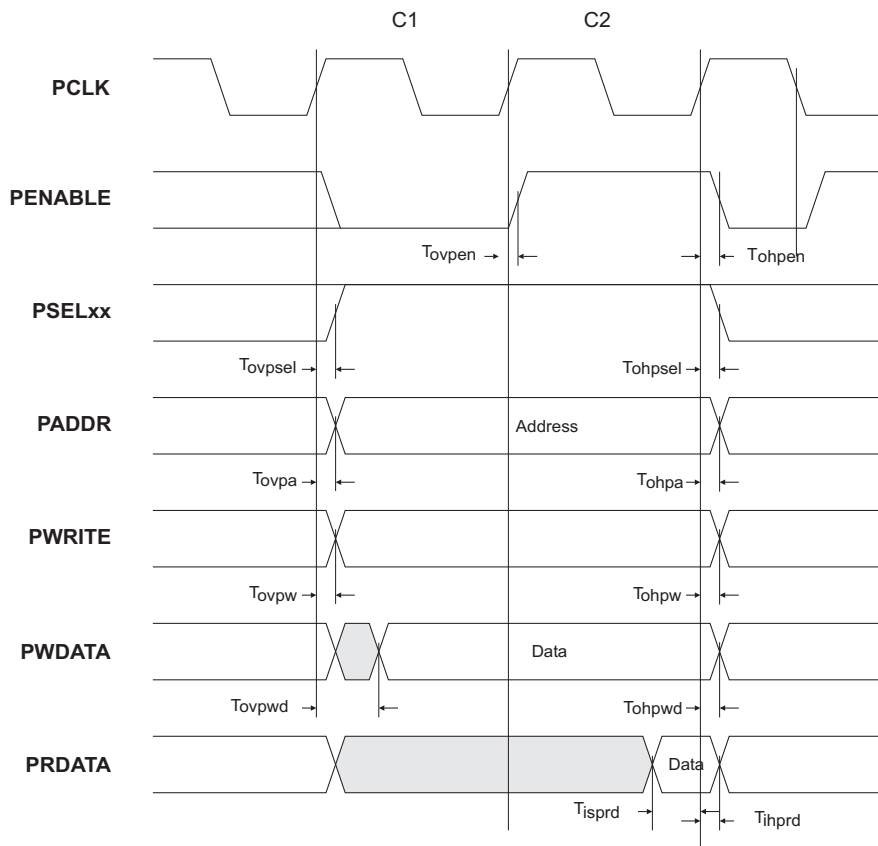 C1 C2
PCLK
PENABLE
Tovpen Tohpen
PSELxx
Tovpsel Tohpsel
PADDR Address
Tovpa Tohpa
PWRITE
Tovpw Tohpw
PWDATA Data
Tovpwd Tohpwd
PRDATA Data
Tisprd Tihprd